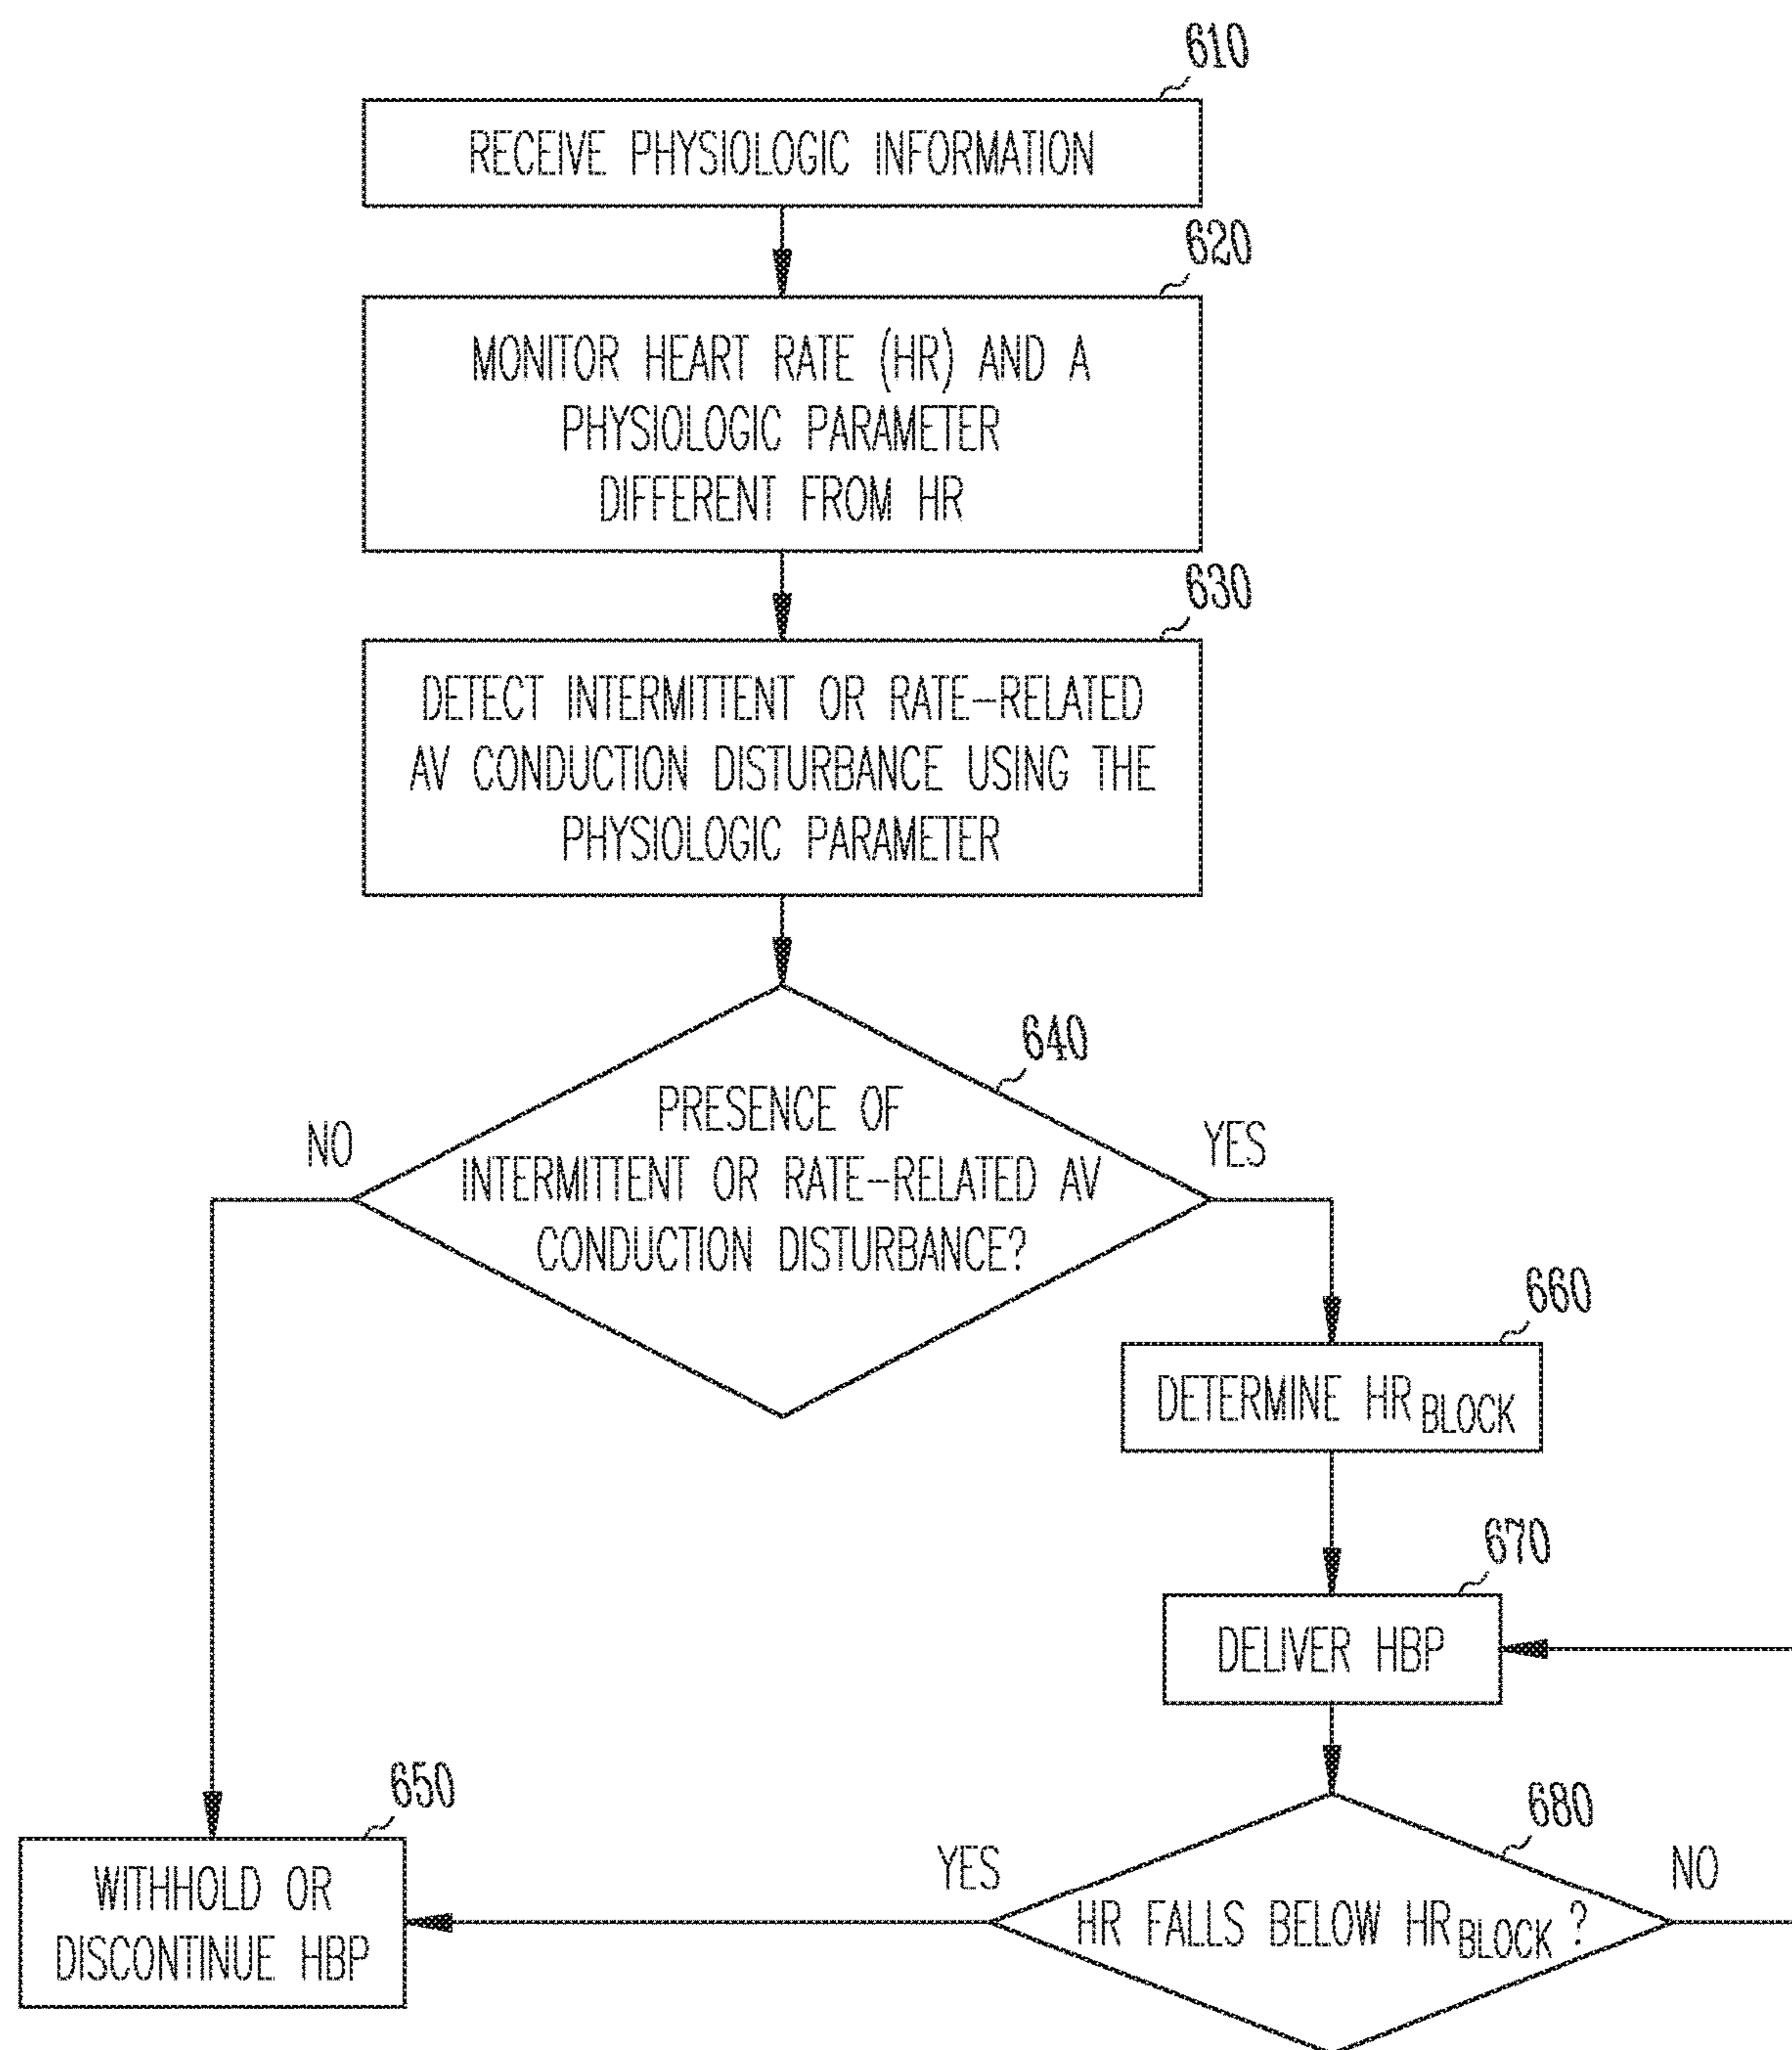 610
RECEIVE PHYSIOLOGIC INFORMATION
620
MONITOR HEART RATE (HR) AND A
PHYSIOLOGIC PARAMETER
DIFFERENT FROM HR
630
DETECT INTERMITTENT OR RATE-RELATED
AV CONDUCTION DISTURBANCE USING THE
PHYSIOLOGIC PARAMETER
640
PRESENCE OF
INTERMITTENT OR RATE-RELATED AV
CONDUCTION DISTURBANCE?
NO
YES
660
DETERMINE HR BLOCK
670
DELIVER HBP
650
WITHHOLD OR
DISCONTINUE HBP
680
YES
HR FALLS BELOW HR BLOCK ?
NO